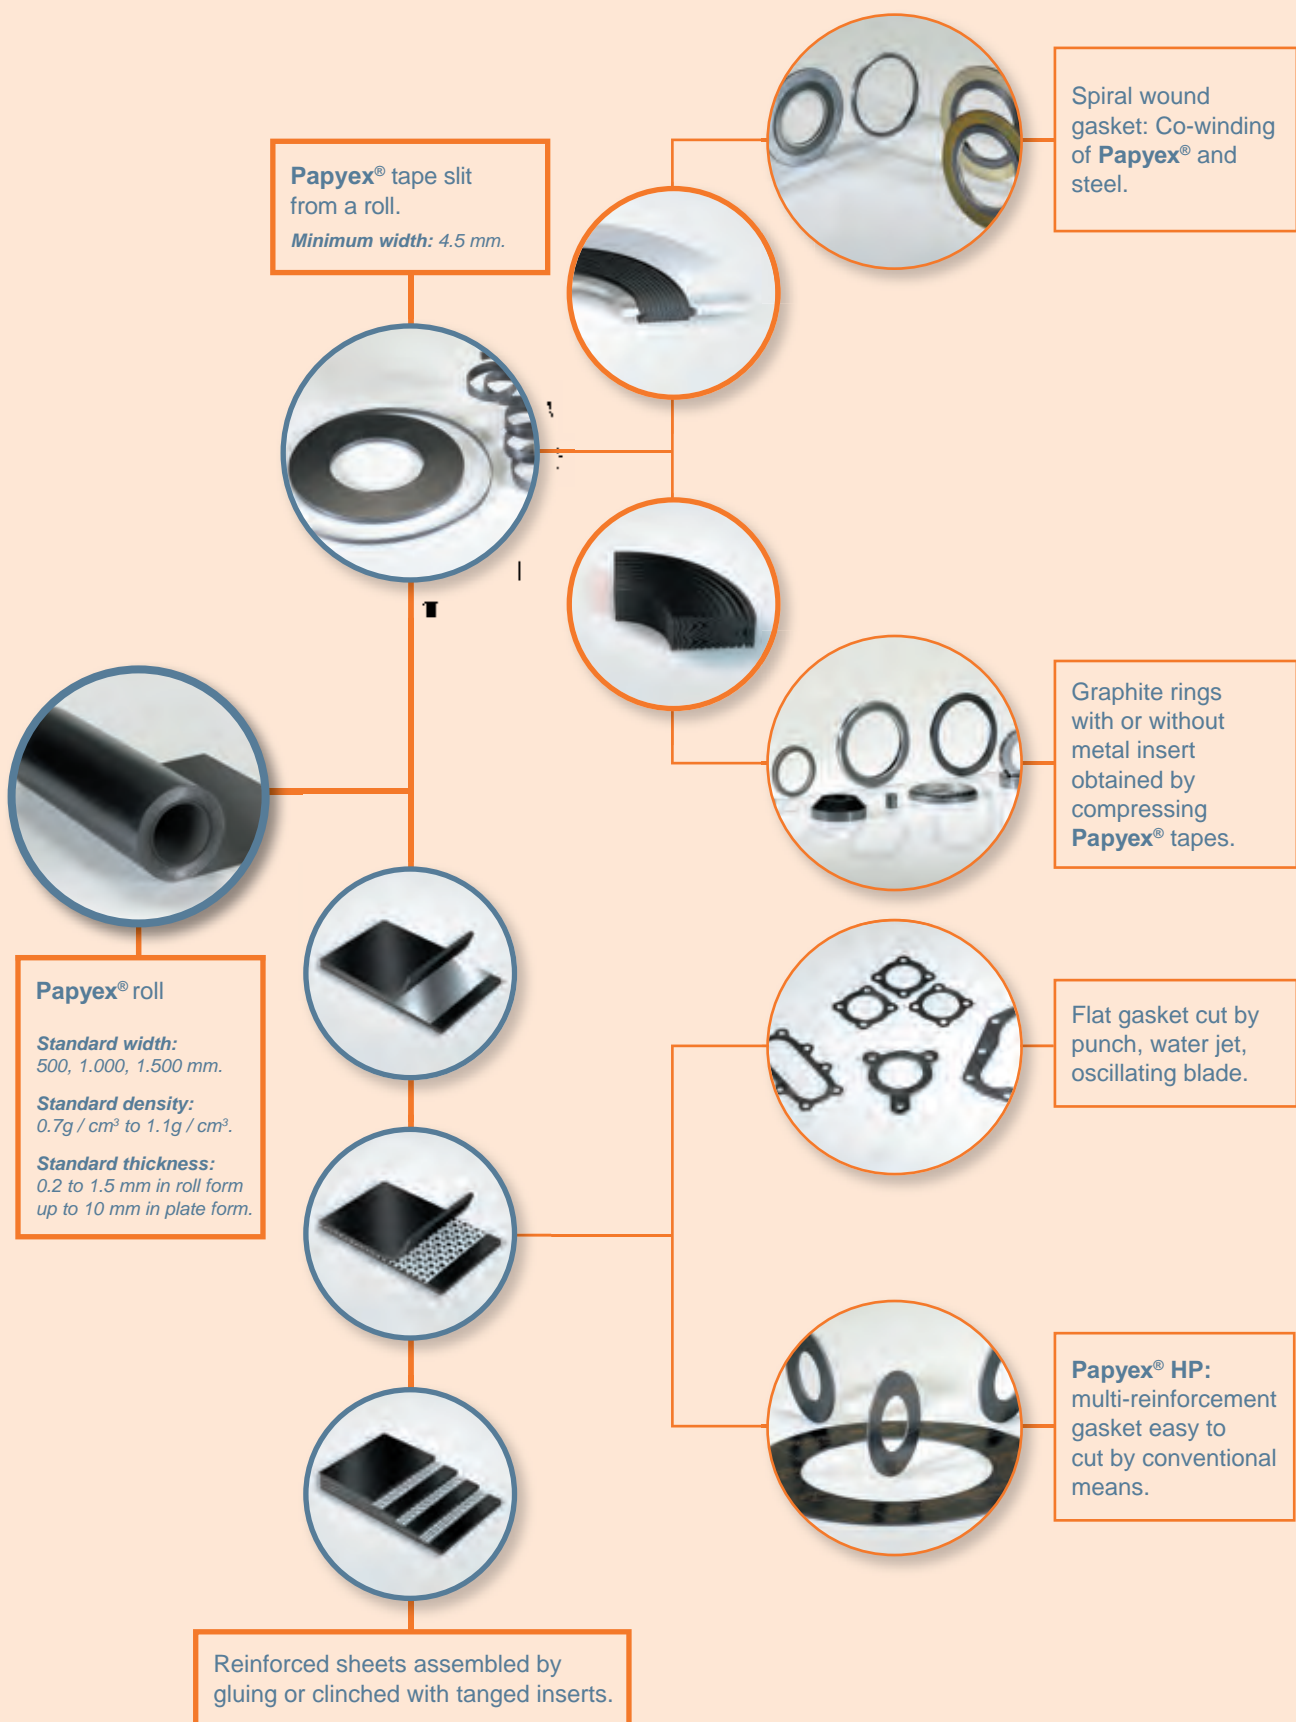 Spiral wound
gasket: Co-winding
of Papyex® and
steel.
Papyex® tape slit
from a roll.
Minimum width: 4.5 mm.
Graphite rings
with or without
metal insert
obtained by
compressing
Papyex® tapes.
Papyex® roll
Standard width:
500, 1.000, 1.500 mm.
Standard density:
0.7g / cm³ to 1.1g / cm³.
Standard thickness:
0.2 to 1.5 mm in roll form
up to 10 mm in plate form.
Flat gasket cut by
punch, water jet,
oscillating blade.
Papyex® HP:
multi-reinforcement
gasket easy to
cut by conventional
means.
Reinforced sheets assembled by
gluing or clinched with tanged inserts.